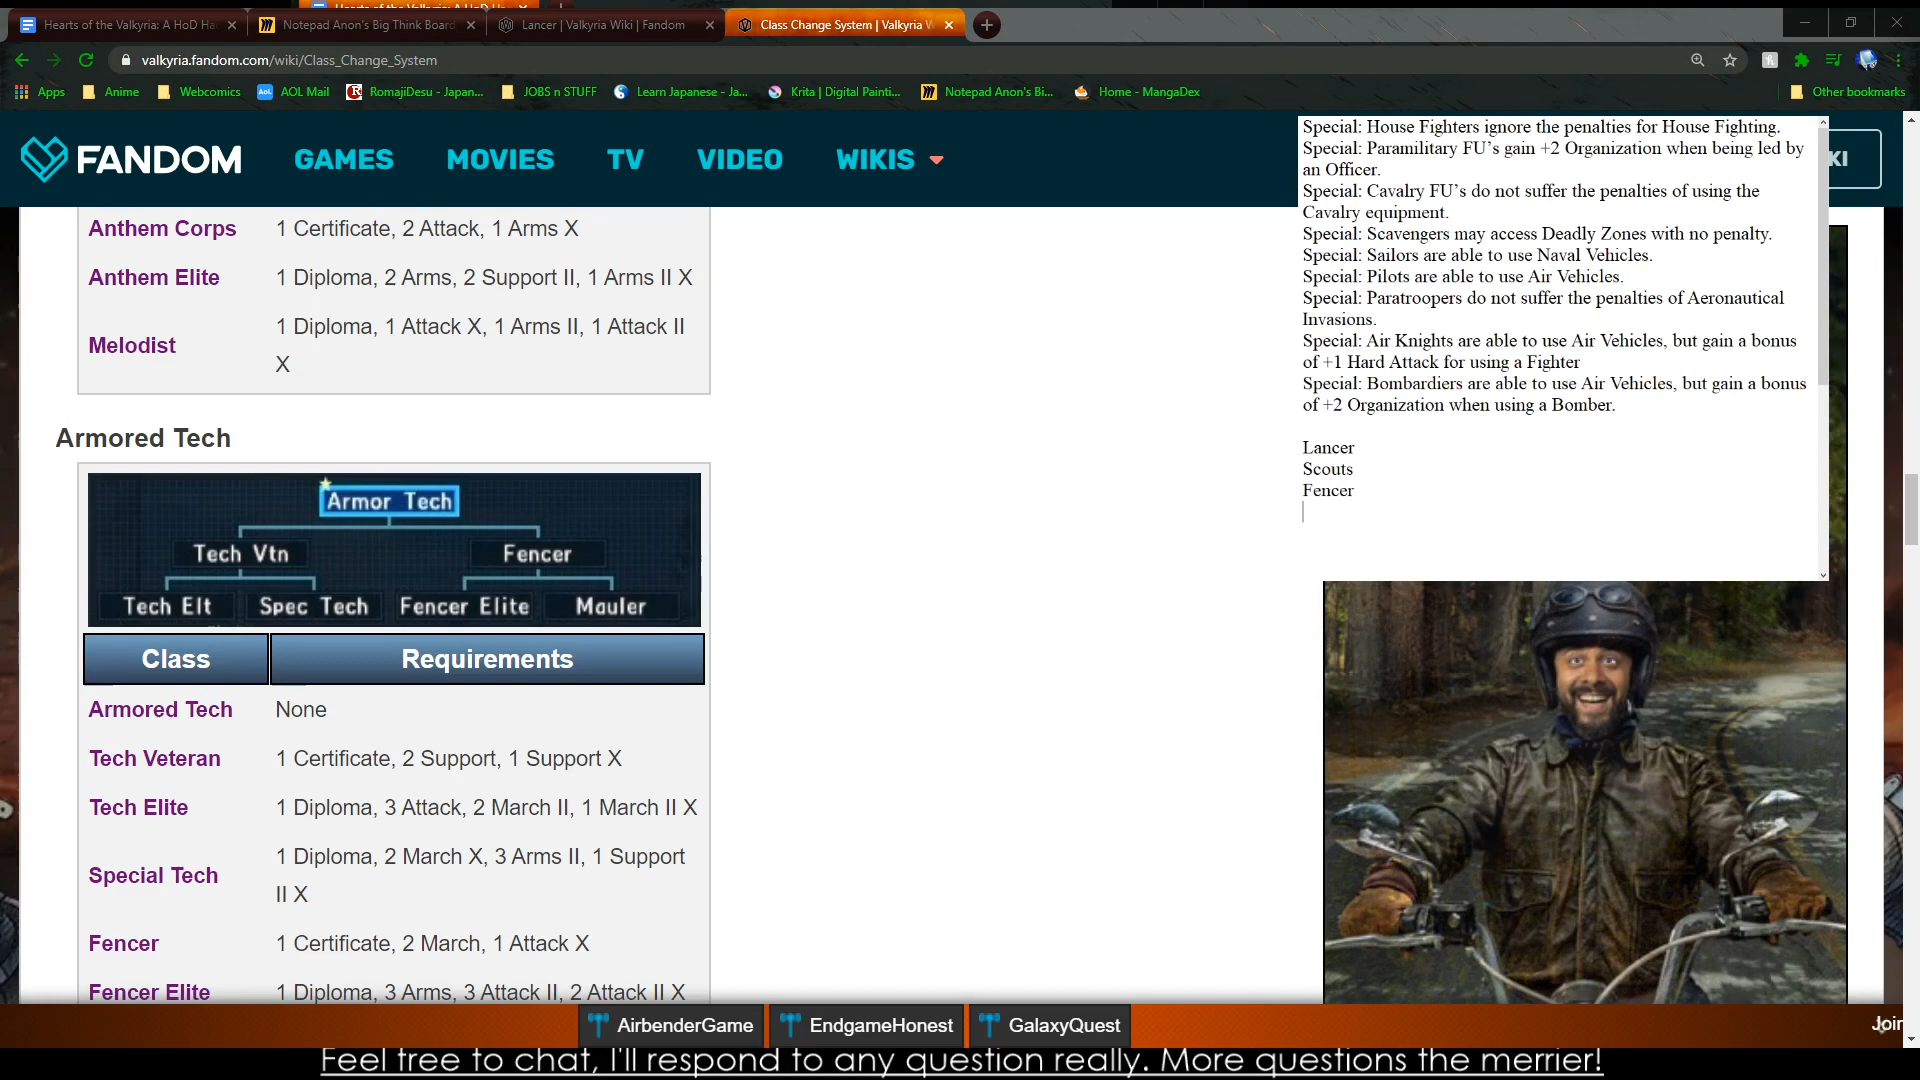 Hearts of the Valkyria: A HoD Ha
Notepad Anon's Big Think Board
Lancer | Valkyria Wiki | Fandom
Class Change System | Valkyria W
valkyria.fandom.com/wiki/Class_Change_System
Apps
Anime
Webcomics
AOL Mail
RomajiDesu - Japan...
JOBS n STUFF
Learn Japanese - Ja...
Krita | Digital Painti...
Notepad Anon's Bi...
Home - MangaDex
Other bookmarks
FANDOM
GAMES
MOVIES
TV
VIDEO
WIKIS
KI
Anthem Corps 1 Certificate, 2 Attack, 1 Arms X
Anthem Elite 1 Diploma, 2 Arms, 2 Support II, 1 Arms II X
Melodist 1 Diploma, 1 Attack X, 1 Arms II, 1 Attack II
X
Armored Tech
Armor Tech
Tech Vtn Fencer
Tech Elt Spec Tech Fencer Elite Mauler
Class Requirements
Armored Tech None
Tech Veteran 1 Certificate, 2 Support, 1 Support X
Tech Elite 1 Diploma, 3 Attack, 2 March II, 1 March II X
Special Tech 1 Diploma, 2 March X, 3 Arms II, 1 Support
II X
Fencer 1 Certificate, 2 March, 1 Attack X
Fencer Elite 1 Diploma, 3 Arms, 3 Attack II, 2 Attack II X
Special: House Fighters ignore the penalties for House Fighting.
Special: Paramilitary FU's gain +2 Organization when being led by
an Officer.
Special: Cavalry FU's do not suffer the penalties of using the
Cavalry equipment.
Special: Scavengers may access Deadly Zones with no penalty.
Special: Sailors are able to use Naval Vehicles.
Special: Pilots are able to use Air Vehicles.
Special: Paratroopers do not suffer the penalties of Aeronautical
Invasions.
Special: Air Knights are able to use Air Vehicles, but gain a bonus
of +1 Hard Attack for using a Fighter
Special: Bombardiers are able to use Air Vehicles, but gain a bonus
of +2 Organization when using a Bomber.
Lancer
Scouts
Fencer
AirbenderGame
EndgameHonest
GalaxyQuest
Join
Feel free to chat, I'll respond to any question really. More questions the merrier!